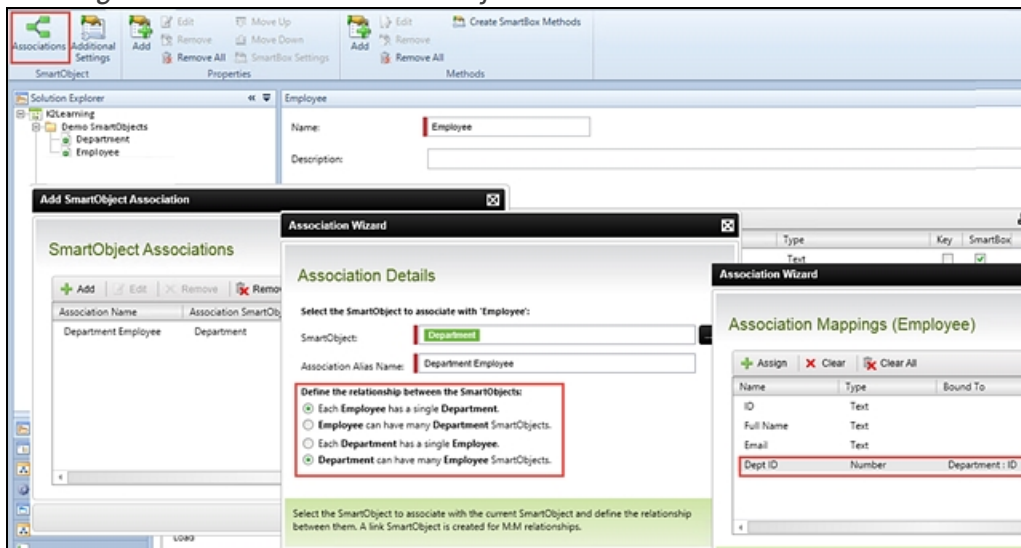 Associations Additional Settings
SmartObject
Add
Edit
Remove
Remove All
Move Up
Move Down
SmartBox Settings
Properties
Add
Edit
Remove
Remove All
Create SmartBox Methods
Methods
Solution Explorer
K2Learning
Demo SmartObjects
Department
Employee
Employee
Name: Employee
Description:
Type Key SmartBox
Text
Add SmartObject Association
SmartObject Associations
Add Edit Remove
Association Name
Department Employee Department
Association Wizard
Association Details
Select the SmartObject to associate with 'Employee':
SmartObject: Department
Association Alias Name: Department Employee
Define the relationship between the SmartObjects:
Each Employee has a single Department.
Employee can have many Department SmartObjects.
Each Department has a single Employee.
Department can have many Employee SmartObjects.
Select the SmartObject to associate with the current SmartObject and define the relationship
between them. A link SmartObject is created for M:M relationships.
Association Wizard
Association Mappings (Employee)
Assign Clear Clear All
Name Type Bound To
ID Text
Full Name Text
Email Text
Dept ID Number Department : ID